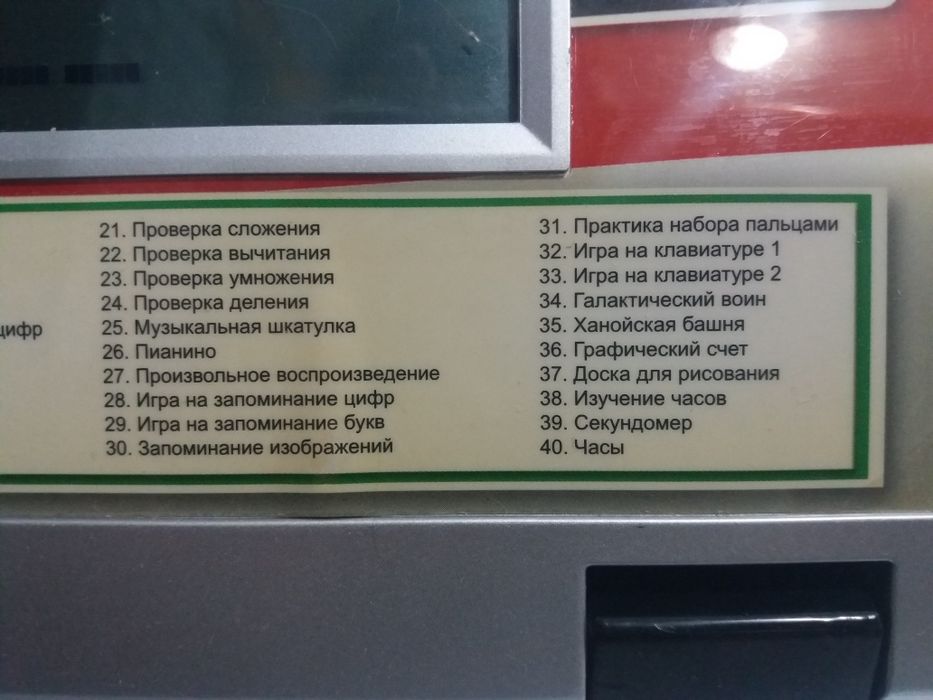 цифр
21. Проверка сложения
22. Проверка вычитания
23. Проверка умножения
24. Проверка деления
25. Музыкальная шкатулка
26. Пианино
27. Произвольное воспроизведение
28. Игра на запоминание цифр
29. Игра на запоминание букв
30. Запоминание изображений
31. Практика набора пальцами
32. Игра на клавиатуре 1
33. Игра на клавиатуре 2
34. Галактический воин
35. Ханойская башня
36. Графический счет
37. Доска для рисования
38. Изучение часов
39. Секундомер
40. Часы